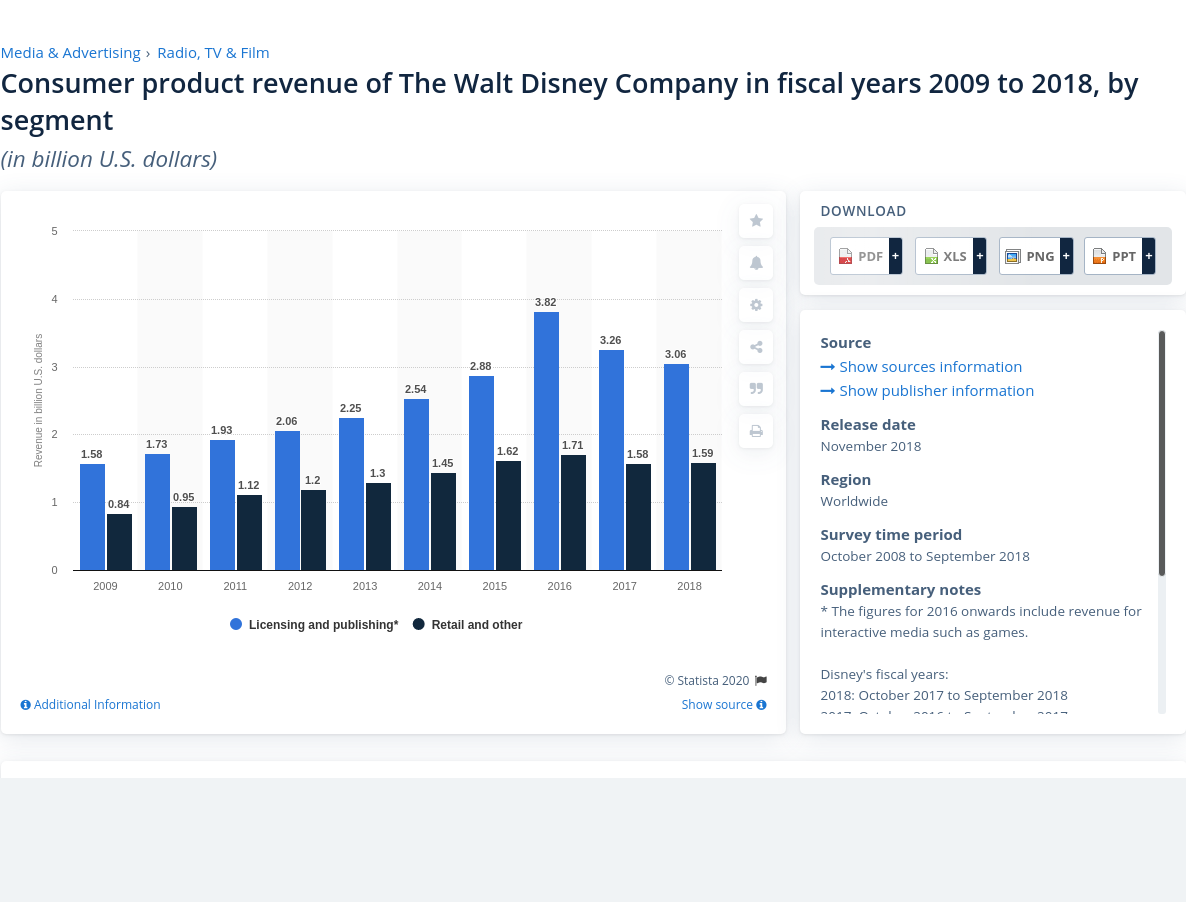 Media & Advertising › Radio, TV & Film
Consumer product revenue of The Walt Disney Company in fiscal years 2009 to 2018, by
segment
(in billion U.S. dollars)
Revenue in billion U.S. dollars
5
4
3
2
1
0
1.58
0.84
1.73
0.95
1.93
1.12
2.06
1.2
2.25
1.3
2.54
1.45
2.88
1.62
3.82
1.71
3.26
1.58
3.06
1.59
2009 2010 2011 2012 2013 2014 2015 2016 2017 2018
Licensing and publishing* Retail and other
© Statista 2020
Additional Information
Show source
DOWNLOAD
PDF + XLS + PNG + PPT +
Source
Show sources information
Show publisher information
Release date
November 2018
Region
Worldwide
Survey time period
October 2008 to September 2018
Supplementary notes
* The figures for 2016 onwards include revenue for
interactive media such as games.
Disney's fiscal years:
2018: October 2017 to September 2018
2017: October 2016 to September 2017